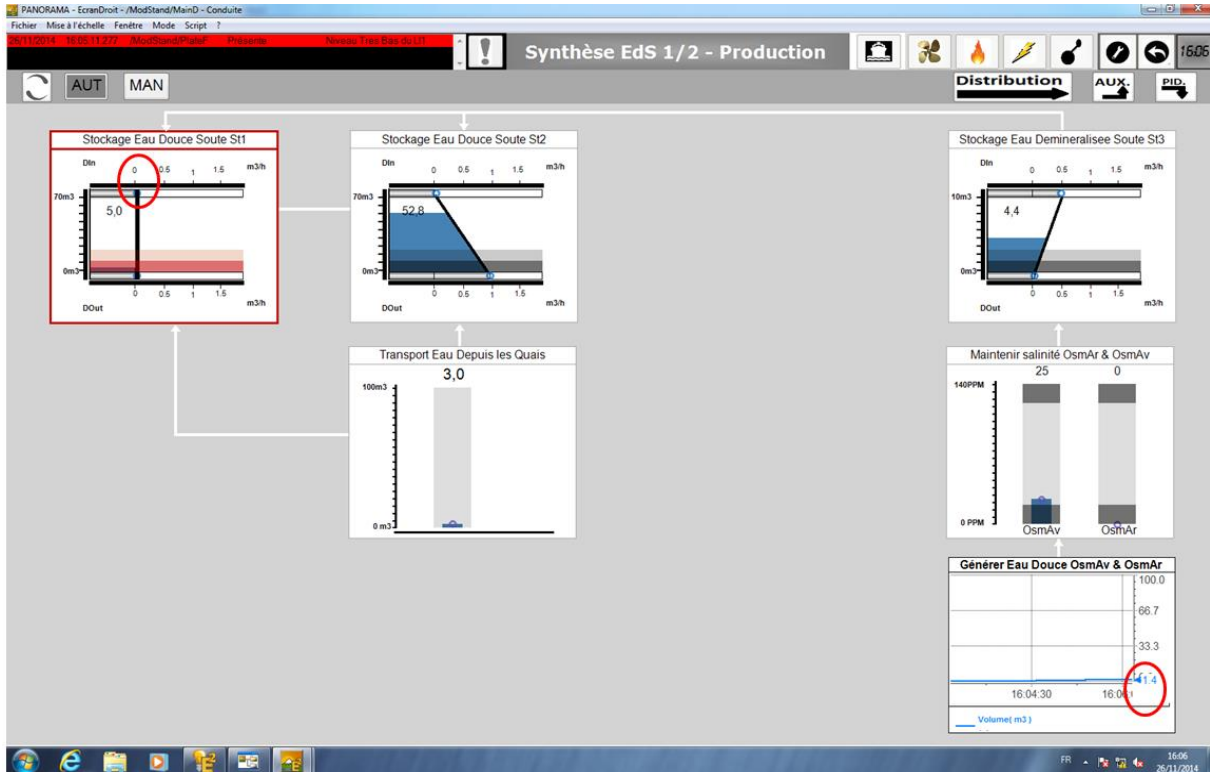 PANORAMA - EcranDroit - /ModStand/MainD - Conduite
Fichier Mise à l'échelle Fenêtre Mode Script ?
26/11/2014 16:05:11:277 /ModStand/PlateF Présente Niveau Tres Bas du LIT
Synthèse EdS 1/2 - Production
16:06
AUT MAN
Distribution AUX. PID.
Stockage Eau Douce Soute St1
DIn 0 0.5 1 1.5 m3/h
70m3
5,0
0m3
0 0.5 1 1.5 m3/h
DOut
Stockage Eau Douce Soute St2
DIn 0 0.5 1 1.5 m3/h
70m3
52,8
0m3
0 0.5 1 1.5 m3/h
DOut
Stockage Eau Demineralisee Soute St3
DIn 0 0.5 1 1.5 m3/h
10m3
4,4
0m3
0 0.5 1 1.5 m3/h
DOut
Transport Eau Depuis les Quais
3,0
100m3
0 m3
Maintenir salinité OsmAr & OsmAv
25 0
140PPM
0 PPM
OsmAv OsmAr
Générer Eau Douce OsmAv & OsmAr
100.0
66.7
33.3
1.4
16:04:30
Volume( m3 )
FR
16:06
26/11/2014